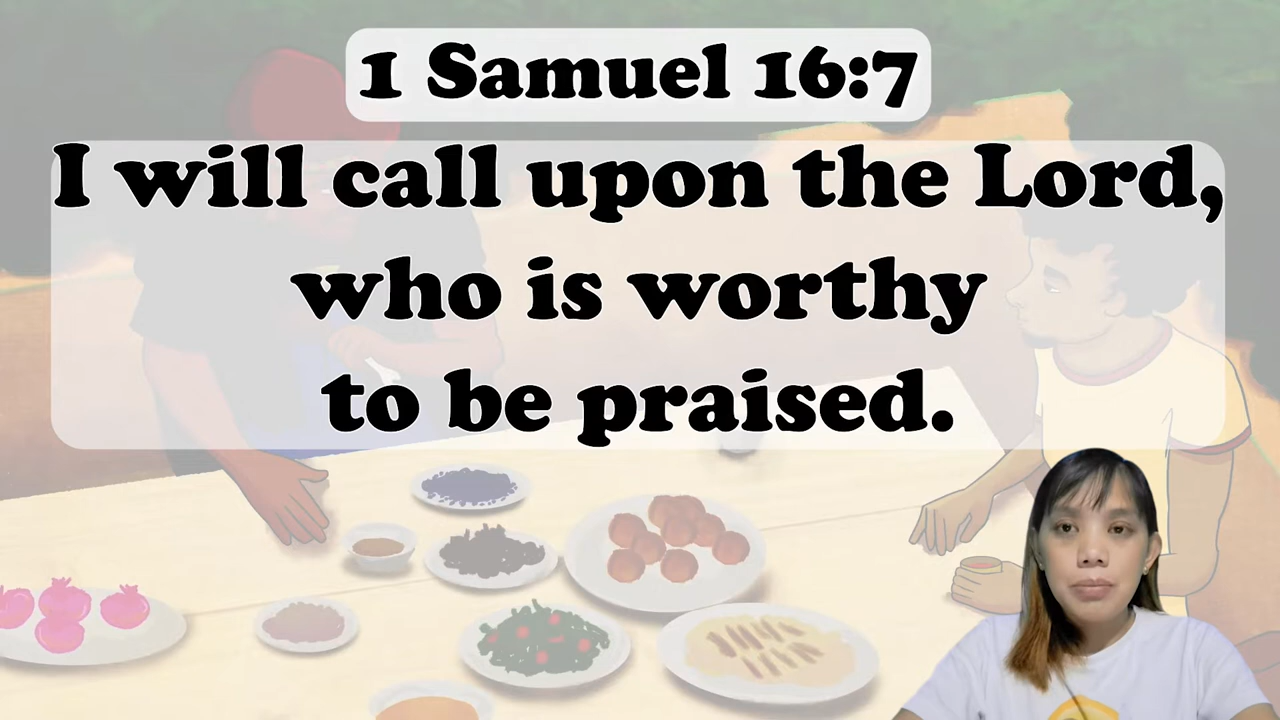 1 Samuel 16:7
I will call upon the Lord,
who is worthy
to be praised.